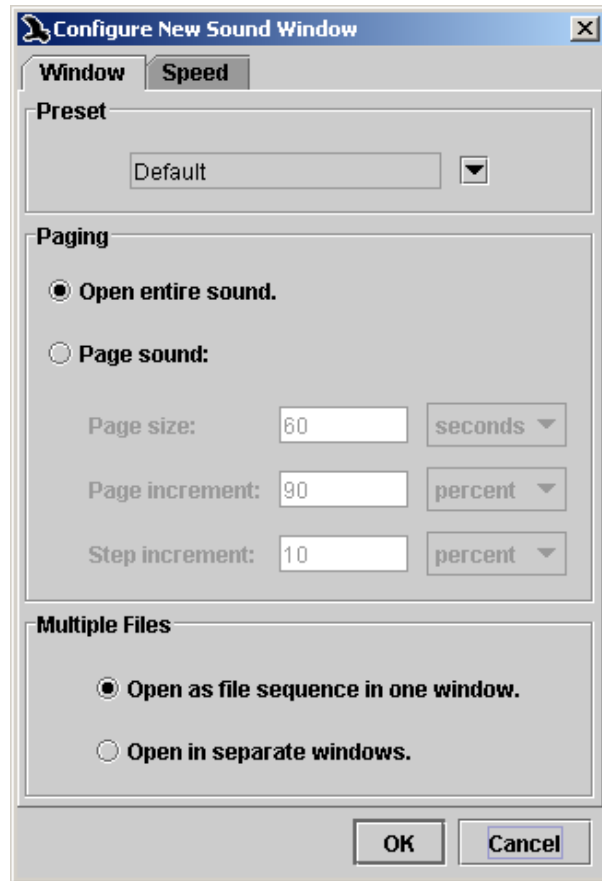 Configure New Sound Window
Window Speed
Preset
Default
Paging
Open entire sound.
Page sound:
Page size: 60 seconds
Page increment: 90 percent
Step increment: 10 percent
Multiple Files
Open as file sequence in one window.
Open in separate windows.
OK Cancel